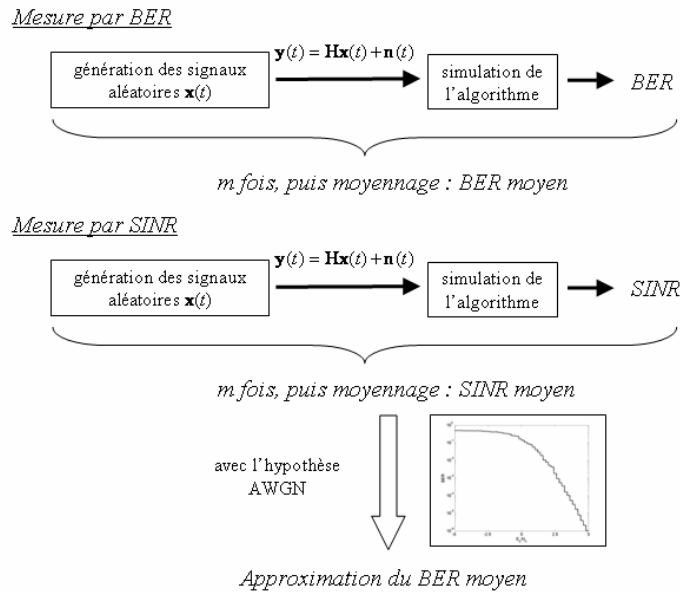 Mesure par BER
génération des signaux
aléatoires x(t)
y(t) = Hx(t) + n(t)
simulation de
l'algorithme
BER
m fois, puis moyennage : BER moyen
Mesure par SINR
génération des signaux
aléatoires x(t)
y(t) = Hx(t) + n(t)
simulation de
l'algorithme
SINR
m fois, puis moyennage : SINR moyen
avec l'hypothèse
AWGN
Approximation du BER moyen